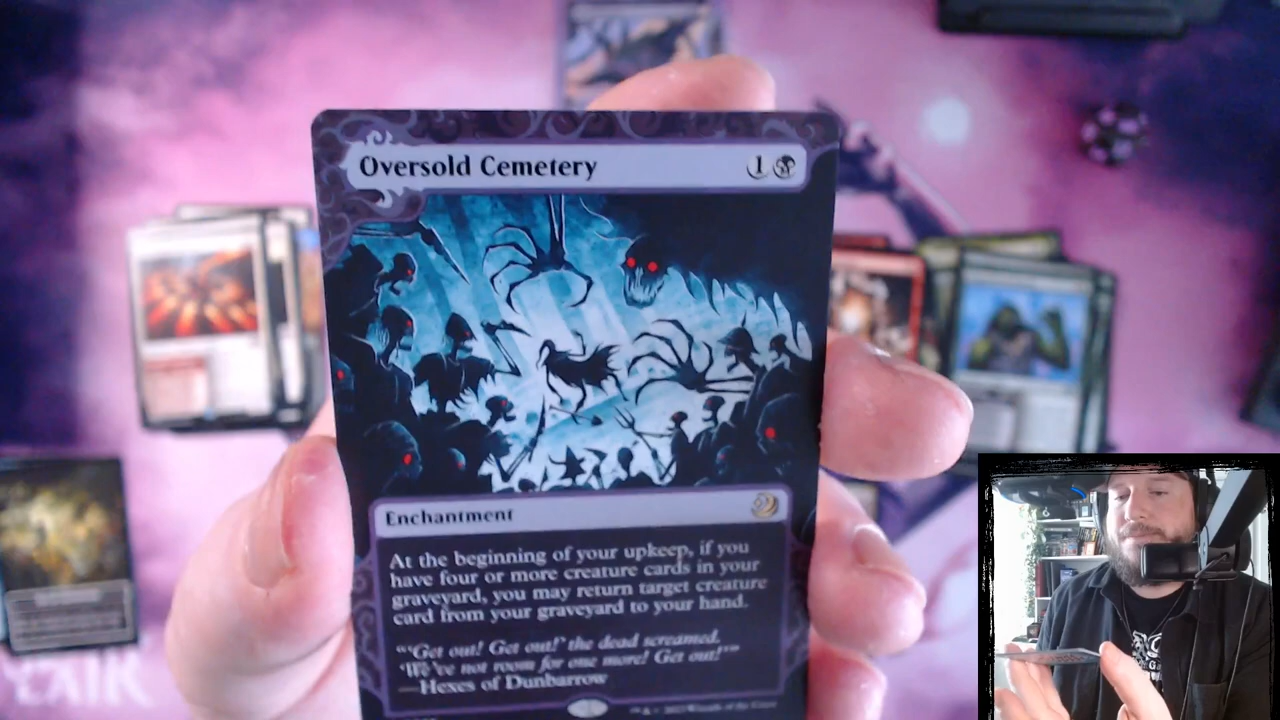 Oversold Cemetery 1
Enchantment
At the beginning of your upkeep, if you
have four or more creature cards in your
graveyard, you may return target creature
card from your graveyard to your hand.
"'Get out! Get out!' the dead screamed.
'We've not room for one more! Get out!'"
—Hexes of Dunbarrow